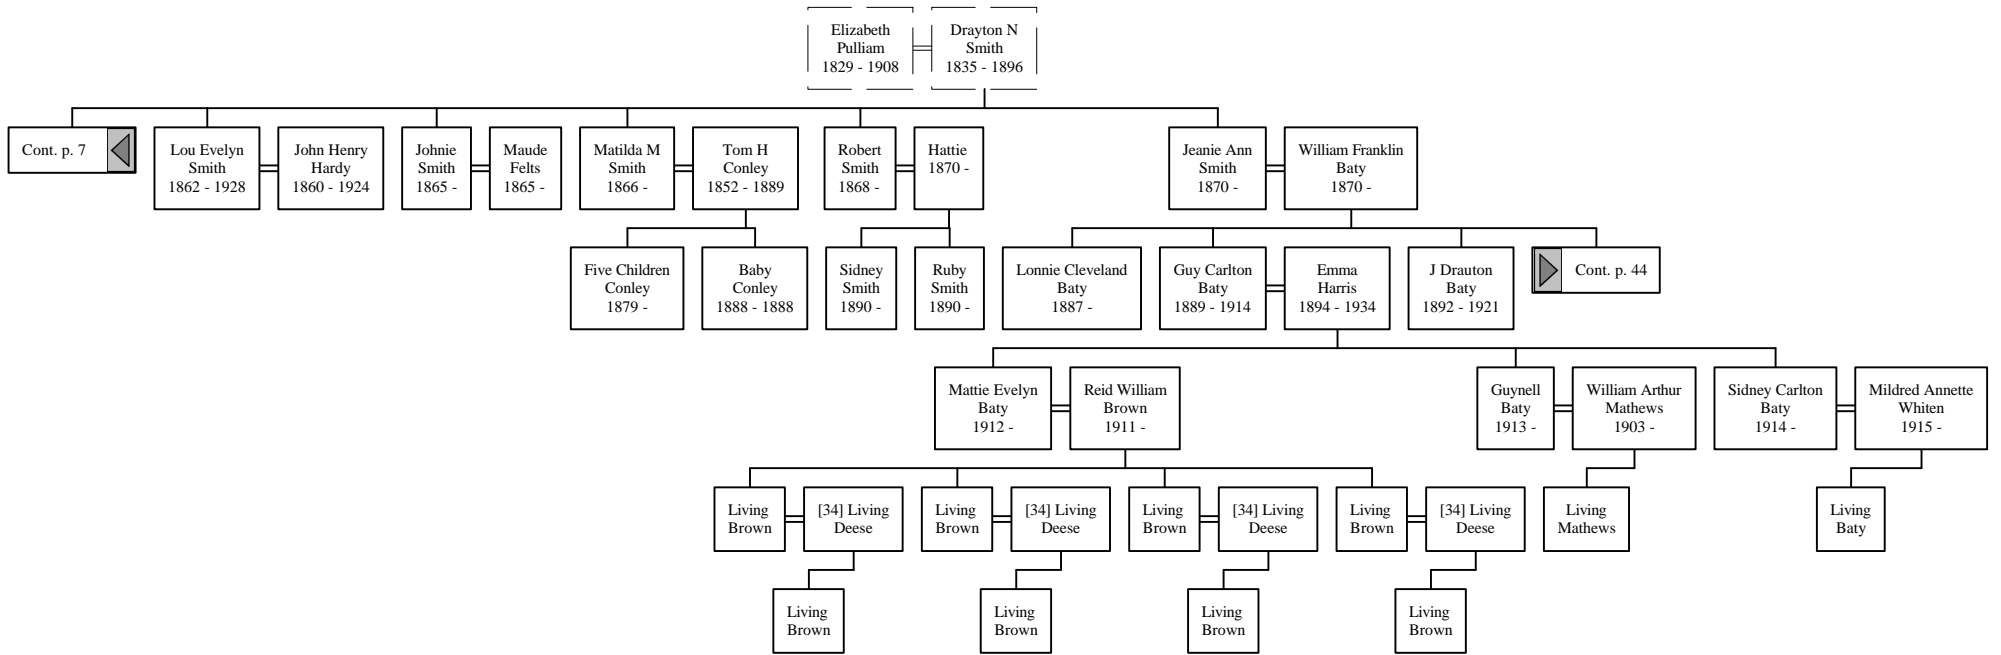 Elizabeth
Pulliam
1829 - 1908
Drayton N
Smith
1835 - 1896
Cont. p. 7
Lou Evelyn
Smith
1862 - 1928
John Henry
Hardy
1860 - 1924
Johnie
Smith
1865 -
Maude
Felts
1865 -
Matilda M
Smith
1866 -
Tom H
Conley
1852 - 1889
Robert
Smith
1868 -
Hattie
1870 -
Jeanie Ann
Smith
1870 -
William Franklin
Baty
1870 -
Five Children
Conley
1879 -
Baby
Conley
1888 - 1888
Sidney
Smith
1890 -
Ruby
Smith
1890 -
Lonnie Cleveland
Baty
1887 -
Guy Carlton
Baty
1889 - 1914
Emma
Harris
1894 - 1934
J Drauton
Baty
1892 - 1921
Cont. p. 44
Mattie Evelyn
Baty
1912 -
Reid William
Brown
1911 -
Guynell
Baty
1913 -
William Arthur
Mathews
1903 -
Sidney Carlton
Baty
1914 -
Mildred Annette
Whiten
1915 -
Living
Brown
[34] Living
Deese
Living
Brown
[34] Living
Deese
Living
Brown
[34] Living
Deese
Living
Brown
[34] Living
Deese
Living
Mathews
Living
Baty
Living
Brown
Living
Brown
Living
Brown
Living
Brown